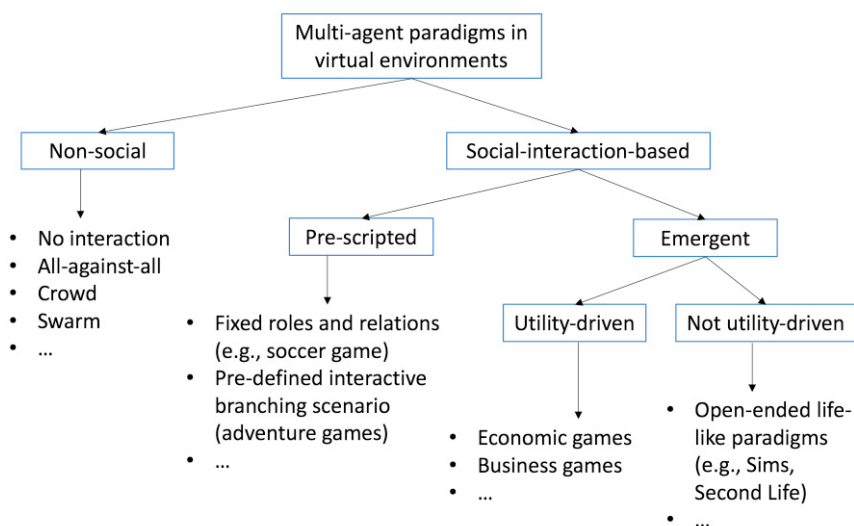 Multi-agent paradigms in
virtual environments
Non-social
Social-interaction-based
• No interaction
• All-against-all
• Crowd
• Swarm
• ...
Pre-scripted
Emergent
• Fixed roles and relations
(e.g., soccer game)
• Pre-defined interactive
branching scenario
(adventure games)
• ...
Utility-driven
Not utility-driven
• Economic games
• Business games
• ...
• Open-ended life-
like paradigms
(e.g., Sims,
Second Life)
• ...